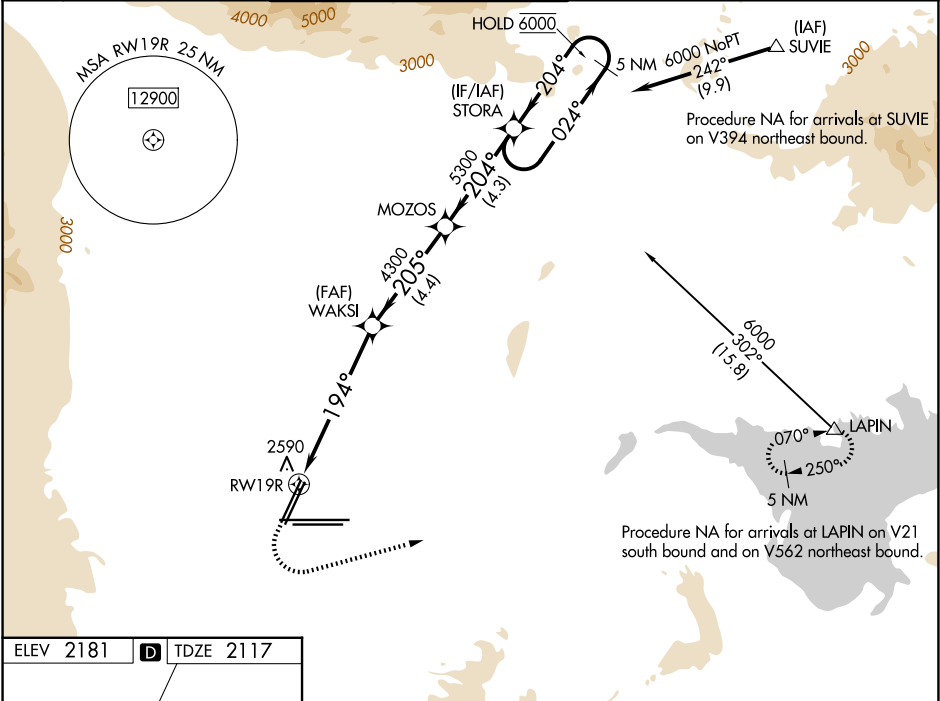 4000
5000
3000
HOLD 6000
(IAF)
SUVIE
5 NM
6000 NoPT
242°
(9.9)
3000
MSA RW19R 25 NM
12900
(IF/IAF)
STORA
204°
024°
Procedure NA for arrivals at SUVIE
on V394 northeast bound.
5300
204°
(4.3)
MOZOS
3000
4300
205°
(4.4)
(FAF)
WAKSI
6000
302°
(15.8)
194°
LAPIN
070°
250°
5 NM
2590
RW19R
Procedure NA for arrivals at LAPIN on V21
south bound and on V562 northeast bound.
ELEV 2181 D TDZE 2117